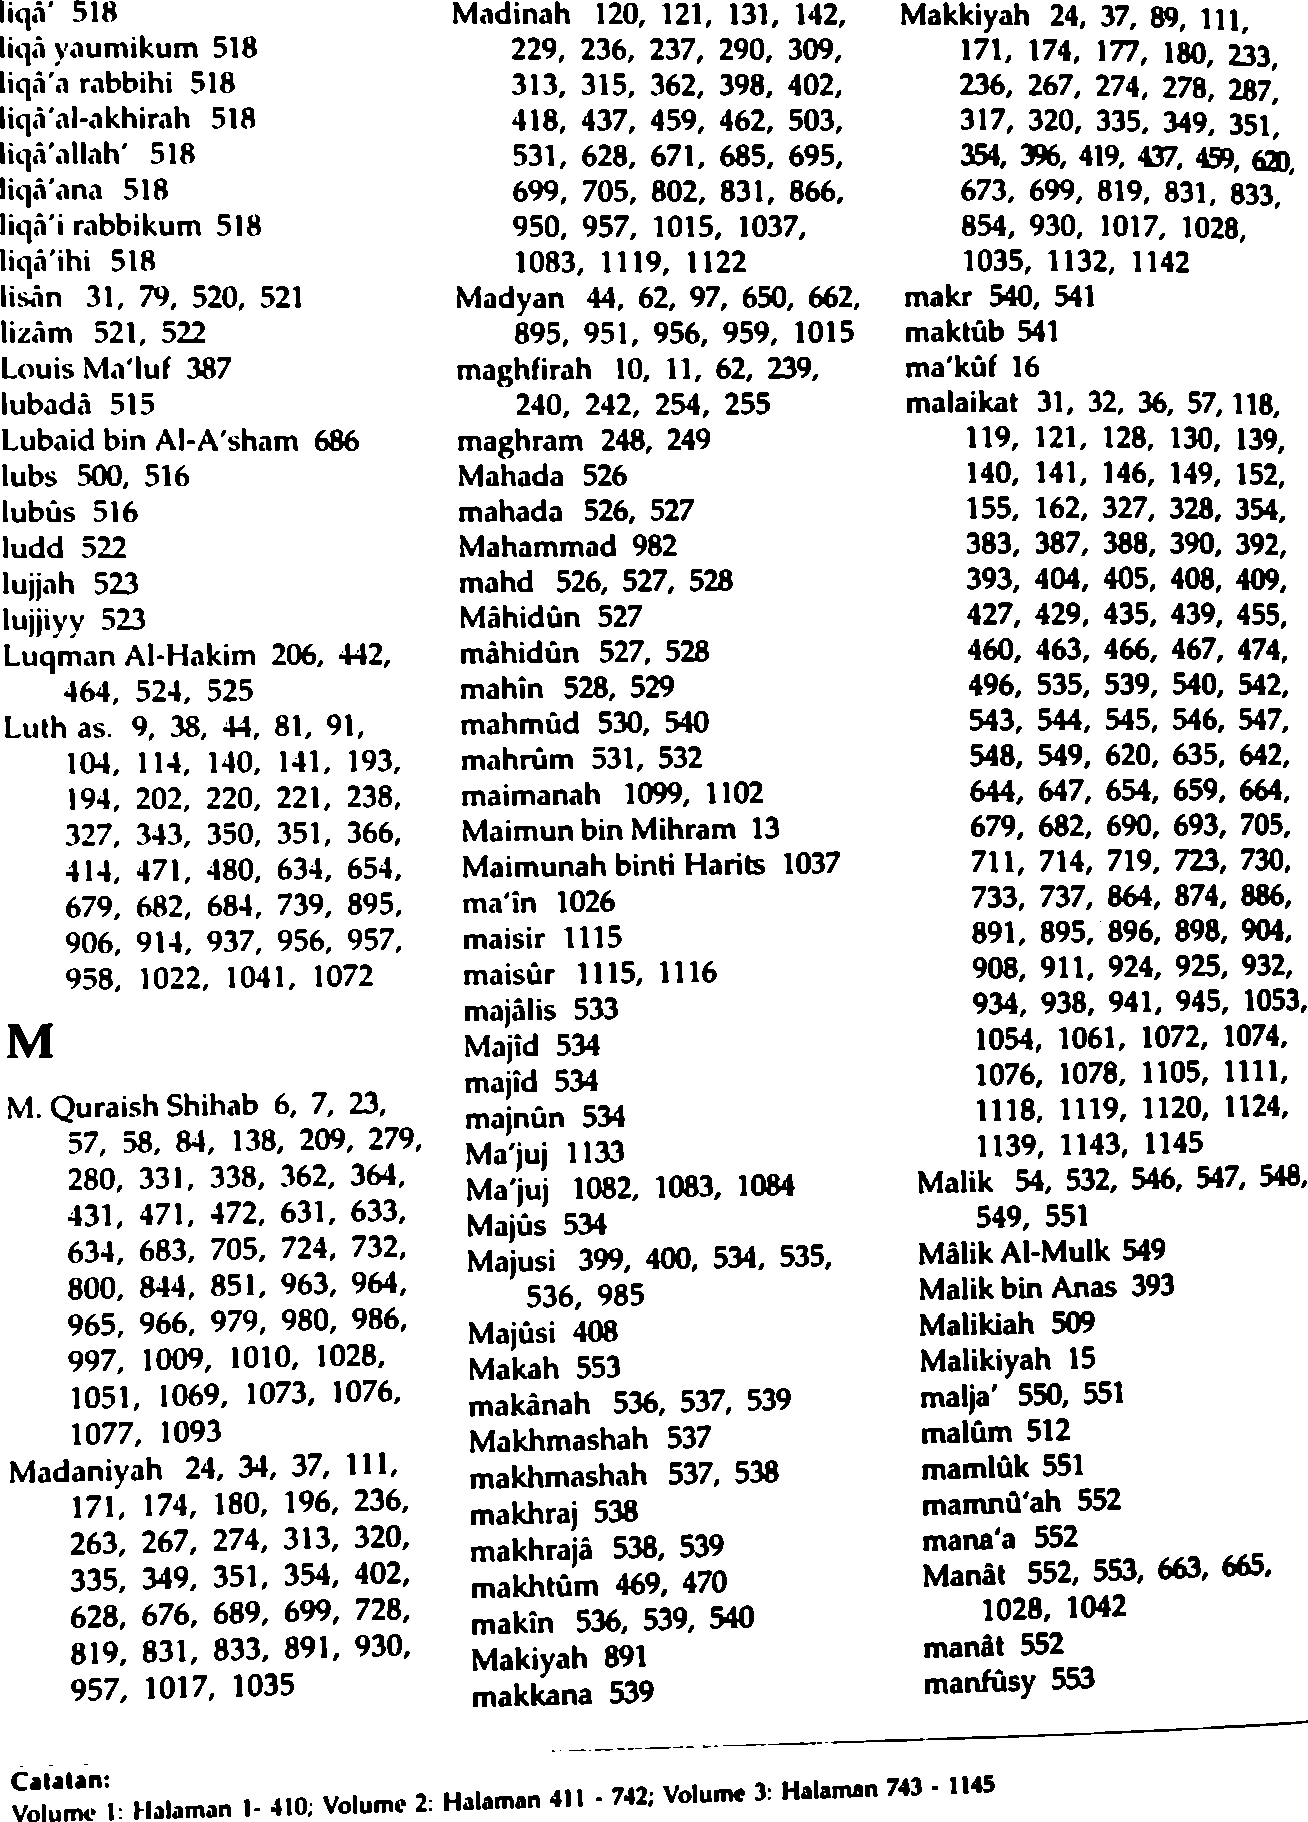 liqâ' 518
liqâ yaumikum 518
liqâ'a rabbihi 518
liqâ'al-akhirah 518
liqâ'allah' 518
liqâ'ana 518
liqâ'i rabbikum 518
liqâ'ihi 518
lisân 31, 79, 520, 521
lizâm 521, 522
Louis Ma'luf 387
lubadâ 515
Lubaid bin Al-A'sham 686
lubs 500, 516
lubûs 516
ludd 522
lujjah 523
lujjiyy 523
Luqman Al-Hakim 206, 442,
464, 524, 525
Luth as. 9, 38, 44, 81, 91,
104, 114, 140, 141, 193,
194, 202, 220, 221, 238,
327, 343, 350, 351, 366,
414, 471, 480, 634, 654,
679, 682, 684, 739, 895,
906, 914, 937, 956, 957,
958, 1022, 1041, 1072
M
M. Quraish Shihab 6, 7, 23,
57, 58, 84, 138, 209, 279,
280, 331, 338, 362, 364,
431, 471, 472, 631, 633,
634, 683, 705, 724, 732,
800, 844, 851, 963, 964,
965, 966, 979, 980, 986,
997, 1009, 1010, 1028,
1051, 1069, 1073, 1076,
1077, 1093
Madaniyah 24, 34, 37, 111,
171, 174, 180, 196, 236,
263, 267, 274, 313, 320,
335, 349, 351, 354, 402,
628, 676, 689, 699, 728,
819, 831, 833, 891, 930,
957, 1017, 1035
Madinah 120, 121, 131, 142,
229, 236, 237, 290, 309,
313, 315, 362, 398, 402,
418, 437, 459, 462, 503,
531, 628, 671, 685, 695,
699, 705, 802, 831, 866,
950, 957, 1015, 1037,
1083, 1119, 1122
Madyan 44, 62, 97, 650, 662,
895, 951, 956, 959, 1015
maghfirah 10, 11, 62, 239,
240, 242, 254, 255
maghram 248, 249
Mahada 526
mahada 526, 527
Mahammad 982
mahd 526, 527, 528
Mâhidûn 527
mâhidûn 527, 528
mahîn 528, 529
mahmûd 530, 540
mahrûm 531, 532
maimanah 1099, 1102
Maimun bin Mihram 13
Maimunah binti Harits 1037
ma'în 1026
maisir 1115
maisûr 1115, 1116
majâlis 533
Majîd 534
majîd 534
majnûn 534
Ma'juj 1133
Ma'juj 1082, 1083, 1084
Majûs 534
Majusi 399, 400, 534, 535,
536, 985
Majûsi 408
Makah 553
makânah 536, 537, 539
Makhmashah 537
makhmashah 537, 538
makhraj 538
makhrajâ 538, 539
makhtûm 469, 470
makîn 536, 539, 540
Makiyah 891
makkana 539
Makkiyah 24, 37, 89, 111,
171, 174, 177, 180, 233,
236, 267, 274, 278, 287,
317, 320, 335, 349, 351,
354, 396, 419, 437, 459, 620,
673, 699, 819, 831, 833,
854, 930, 1017, 1028,
1035, 1132, 1142
makr 540, 541
maktûb 541
ma'kûf 16
malaikat 31, 32, 36, 57, 118,
119, 121, 128, 130, 139,
140, 141, 146, 149, 152,
155, 162, 327, 328, 354,
383, 387, 388, 390, 392,
393, 404, 405, 408, 409,
427, 429, 435, 439, 455,
460, 463, 466, 467, 474,
496, 535, 539, 540, 542,
543, 544, 545, 546, 547,
548, 549, 620, 635, 642,
644, 647, 654, 659, 664,
679, 682, 690, 693, 705,
711, 714, 719, 723, 730,
733, 737, 864, 874, 886,
891, 895, 896, 898, 904,
908, 911, 924, 925, 932,
934, 938, 941, 945, 1053,
1054, 1061, 1072, 1074,
1076, 1078, 1105, 1111,
1118, 1119, 1120, 1124,
1139, 1143, 1145
Malik 54, 532, 546, 547, 548,
549, 551
Mâlik Al-Mulk 549
Malik bin Anas 393
Malikiah 509
Malikiyah 15
malja' 550, 551
malûm 512
mamlûk 551
mamnû'ah 552
mana'a 552
Manât 552, 553, 663, 665,
1028, 1042
manât 552
manfûsy 553
Catatan:
Volume 1: Halaman 1- 410; Volume 2: Halaman 411 - 742; Volume 3: Halaman 743 - 1145